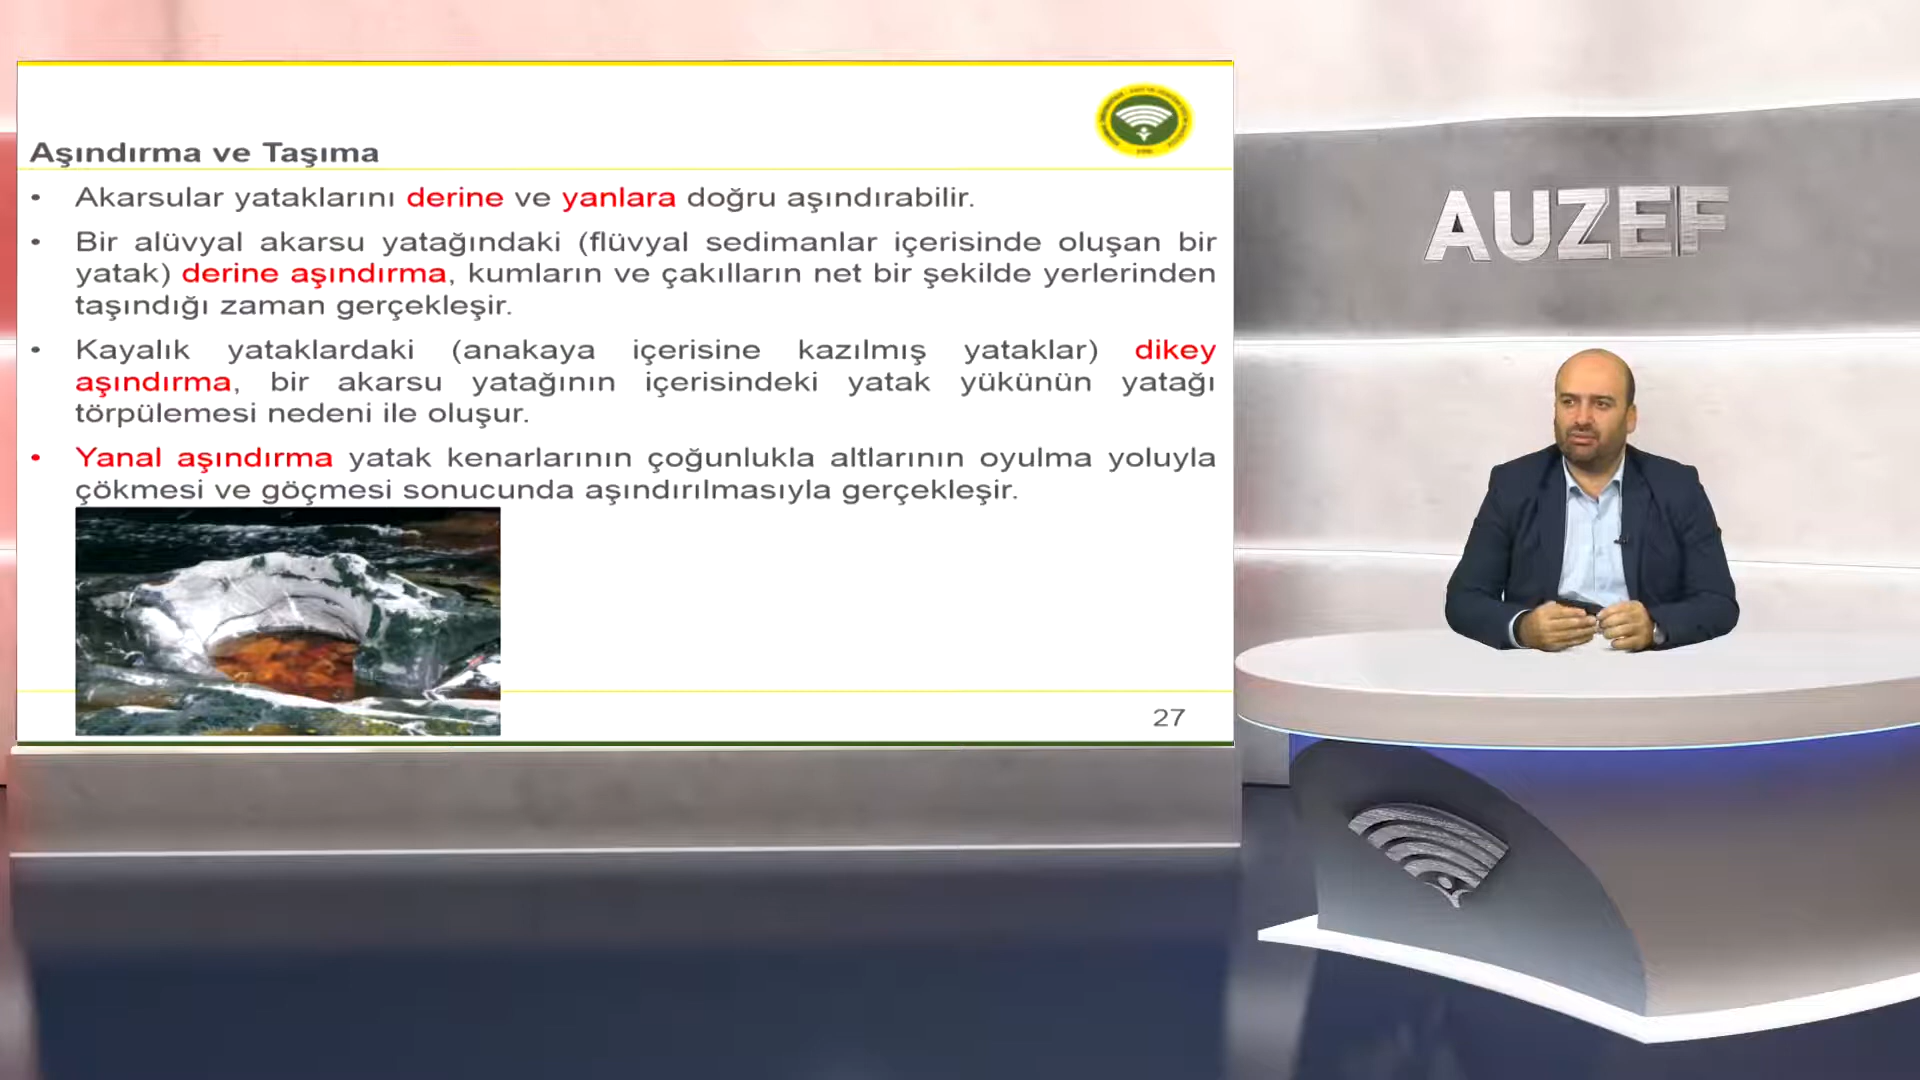 Aşındırma ve Taşıma
• Akarsular yataklarını derine ve yanlara doğru aşındırabilir.
• Bir alüvyal akarsu yatağındaki (flüvyal sedimanlar içerisinde oluşan bir
yatak) derine aşındırma, kumların ve çakılların net bir şekilde yerlerinden
taşındığı zaman gerçekleşir.
• Kayalık yataklardaki (anakaya içerisine kazılmış yataklar) dikey
aşındırma, bir akarsu yatağının içerisindeki yatak yükünün yatağı
törpülemesi nedeni ile oluşur.
• Yanal aşındırma yatak kenarlarının çoğunlukla altlarının oyulma yoluyla
çökmesi ve göçmesi sonucunda aşındırılmasıyla gerçekleşir.
27
AUZEF